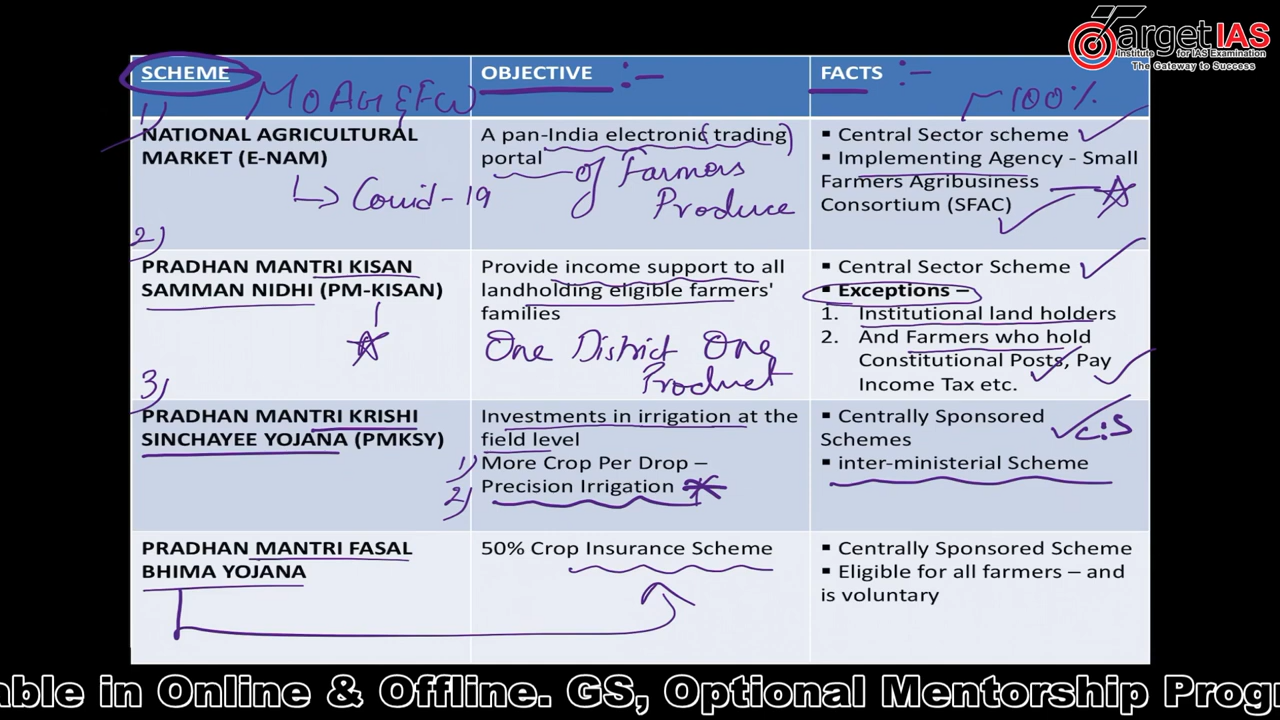 Target IAS
Institute for IAS Examination
The Gateway to Success
SCHEME
OBJECTIVE :-
FACTS :-
MoAgr & FW
~100%
1)
NATIONAL AGRICULTURAL
MARKET (E-NAM)
↳ Covid-19
A pan-India electronic (trading)
portal
of Farmers
Produce
▪ Central Sector scheme ✓
▪ Implementing Agency - Small
Farmers Agribusiness
Consortium (SFAC)
2)
PRADHAN MANTRI KISAN
SAMMAN NIDHI (PM-KISAN)
Provide income support to all
landholding eligible farmers'
families
One District One
Product
▪ Central Sector Scheme ✓
▪ Exceptions –
1. Institutional land holders
2. And Farmers who hold
Constitutional Posts, Pay
Income Tax etc.
3)
PRADHAN MANTRI KRISHI
SINCHAYEE YOJANA (PMKSY)
Investments in irrigation at the
field level
1) More Crop Per Drop –
2) Precision Irrigation
▪ Centrally Sponsored
Schemes
C:S
▪ inter-ministerial Scheme
PRADHAN MANTRI FASAL
BHIMA YOJANA
50% Crop Insurance Scheme
▪ Centrally Sponsored Scheme
▪ Eligible for all farmers – and
is voluntary
able in Online & Offline. GS, Optional Mentorship Prog